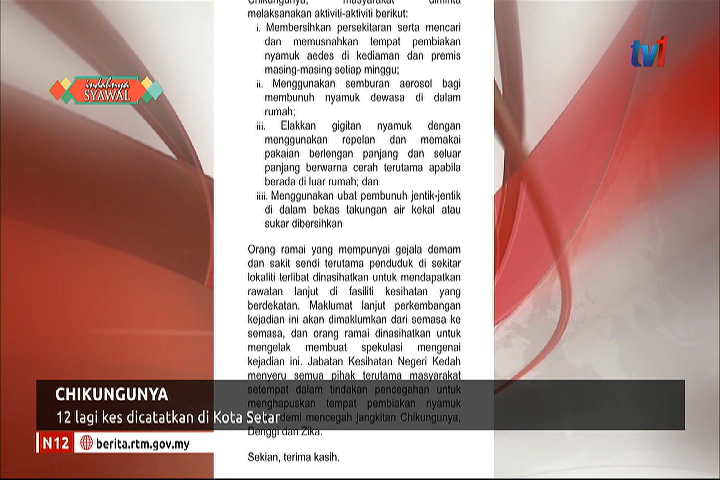 Chikungunya, masyarakat diminta
melaksanakan aktiviti-aktiviti berikut:
i. Membersihkan persekitaran serta mencari
dan memusnahkan tempat pembiakan
nyamuk aedes di kediaman dan premis
masing-masing setiap minggu;
ii. Menggunakan semburan aerosol bagi
membunuh nyamuk dewasa di dalam
rumah;
iii. Elakkan gigitan nyamuk dengan
menggunakan repelan dan memakai
pakaian berlengan panjang dan seluar
panjang berwarna cerah terutama apabila
berada di luar rumah; dan
iiii. Menggunakan ubat pembunuh jentik-jentik
di dalam bekas takungan air kekal atau
sukar dibersihkan
Orang ramai yang mempunyai gejala demam
dan sakit sendi terutama penduduk di sekitar
lokaliti terlibat dinasihatkan untuk mendapatkan
rawatan lanjut di fasiliti kesihatan yang
berdekatan. Maklumat lanjut perkembangan
kejadian ini akan dimaklumkan dari semasa ke
semasa, dan orang ramai dinasihatkan untuk
mengelak membuat spekulasi mengenai
kejadian ini. Jabatan Kesihatan Negeri Kedah
menyeru semua pihak terutama masyarakat
setempat dalam tindakan pencegahan untuk
menghapuskan tempat pembiakan nyamuk
demi mencegah jangkitan Chikungunya,
Denggi dan Zika.
Sekian, terima kasih.
indahnya
SYAWAL
tv1
CHIKUNGUNYA
12 lagi kes dicatatkan di Kota Setar
N12 berita.rtm.gov.my